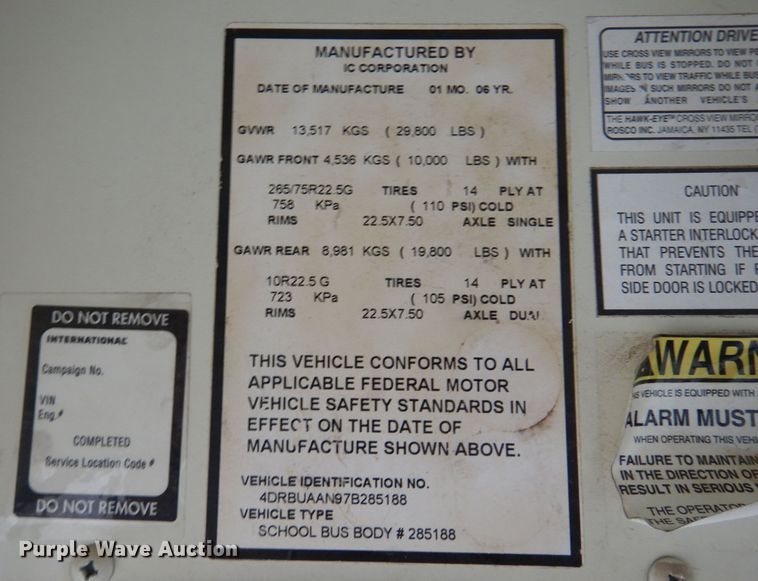 MANUFACTURED BY
IC CORPORATION
DATE OF MANUFACTURE 01 MO. 06 YR.
GVWR 13,517 KGS ( 29,800 LBS )
GAWR FRONT 4,536 KGS ( 10,000 LBS ) WITH
265/75R22.5G TIRES 14 PLY AT
758 KPa ( 110 PSI) COLD
RIMS 22.5X7.50 AXLE SINGLE
GAWR REAR 8,981 KGS ( 19,800 LBS ) WITH
10R22.5 G TIRES 14 PLY AT
723 KPa ( 105 PSI) COLD
RIMS 22.5X7.50 AXLE DUAL
THIS VEHICLE CONFORMS TO ALL
APPLICABLE FEDERAL MOTOR
VEHICLE SAFETY STANDARDS IN
EFFECT ON THE DATE OF
MANUFACTURE SHOWN ABOVE.
VEHICLE IDENTIFICATION NO.
4DRBUAAN97B285188
VEHICLE TYPE
SCHOOL BUS BODY # 285188
DO NOT REMOVE
INTERNATIONAL
Campaign No.
VIN
Eng.#
COMPLETED
Service Location Code #
DO NOT REMOVE
ATTENTION DRIVE
USE CROSS VIEW MIRRORS TO VIEW PE
WHILE BUS IS STOPPED. DO NOT
MIRRORS TO VIEW TRAFFIC WHILE BUS
IMAGES IN SUCH MIRRORS DO NOT A
SHOW ANOTHER VEHICLE'S
THE HAWK-EYE™ CROSS VIEW MIRRO
ROSCO INC. JAMAICA, NY 11435 TEL (
CAUTION
THIS UNIT IS EQUIPPE
A STARTER INTERLOCK
THAT PREVENTS THE
FROM STARTING IF
SIDE DOOR IS LOCKED
WARN
VEHICLE IS EQUIPPED WITH
ALARM MUST
WHEN OPERATING THIS VEHI
FAILURE TO MAINTAIN
IN THE DIRECTION OF
RESULT IN SERIOUS
THE OPERATOR
THE SAF
Purple Wave Auction